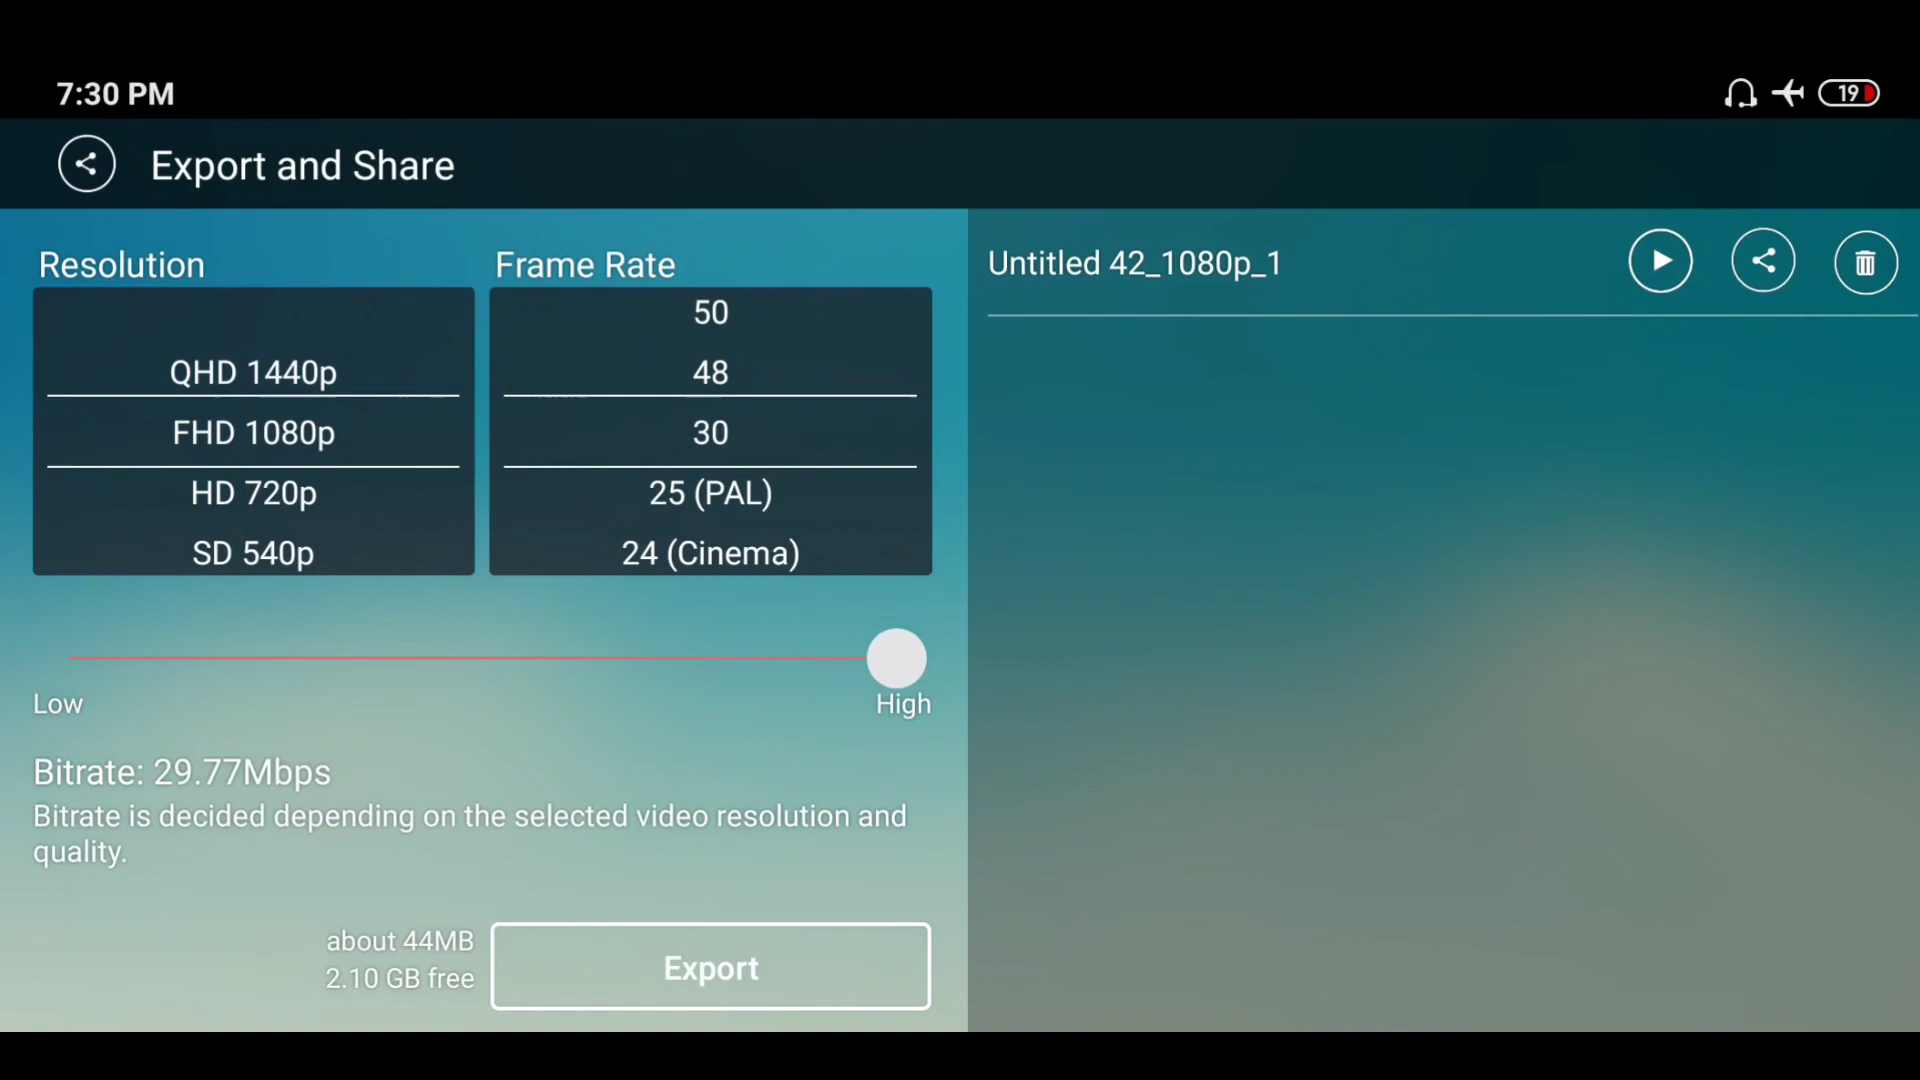 7:30 PM
19
Export and Share
Resolution
QHD 1440p
FHD 1080p
HD 720p
SD 540p
Frame Rate
50
48
30
25 (PAL)
24 (Cinema)
Low
High
Bitrate: 29.77Mbps
Bitrate is decided depending on the selected video resolution and
quality.
about 44MB
2.10 GB free
Export
Untitled 42_1080p_1